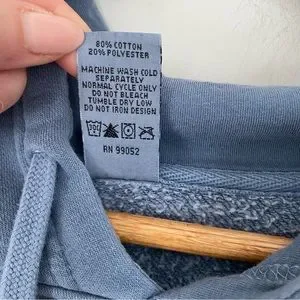 80% COTTON
20% POLYESTER
MACHINE WASH COLD
SEPARATELY
NORMAL CYCLE ONLY
DO NOT BLEACH
TUMBLE DRY LOW
DO NOT IRON DESIGN
RN 99052